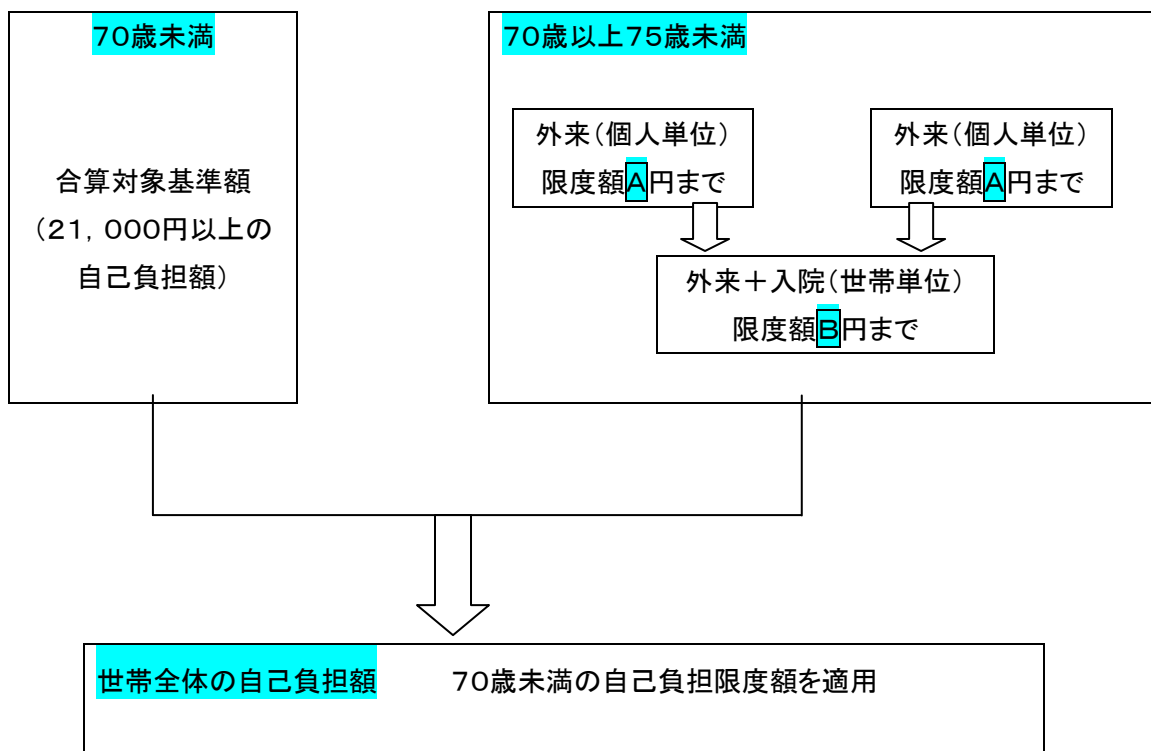 70歳未満
合算対象基準額
（21，000円以上の
自己負担額）
70歳以上75歳未満
外来（個人単位）
限度額A円まで
外来（個人単位）
限度額A円まで
外来＋入院（世帯単位）
限度額B円まで
世帯全体の自己負担額　　70歳未満の自己負担限度額を適用